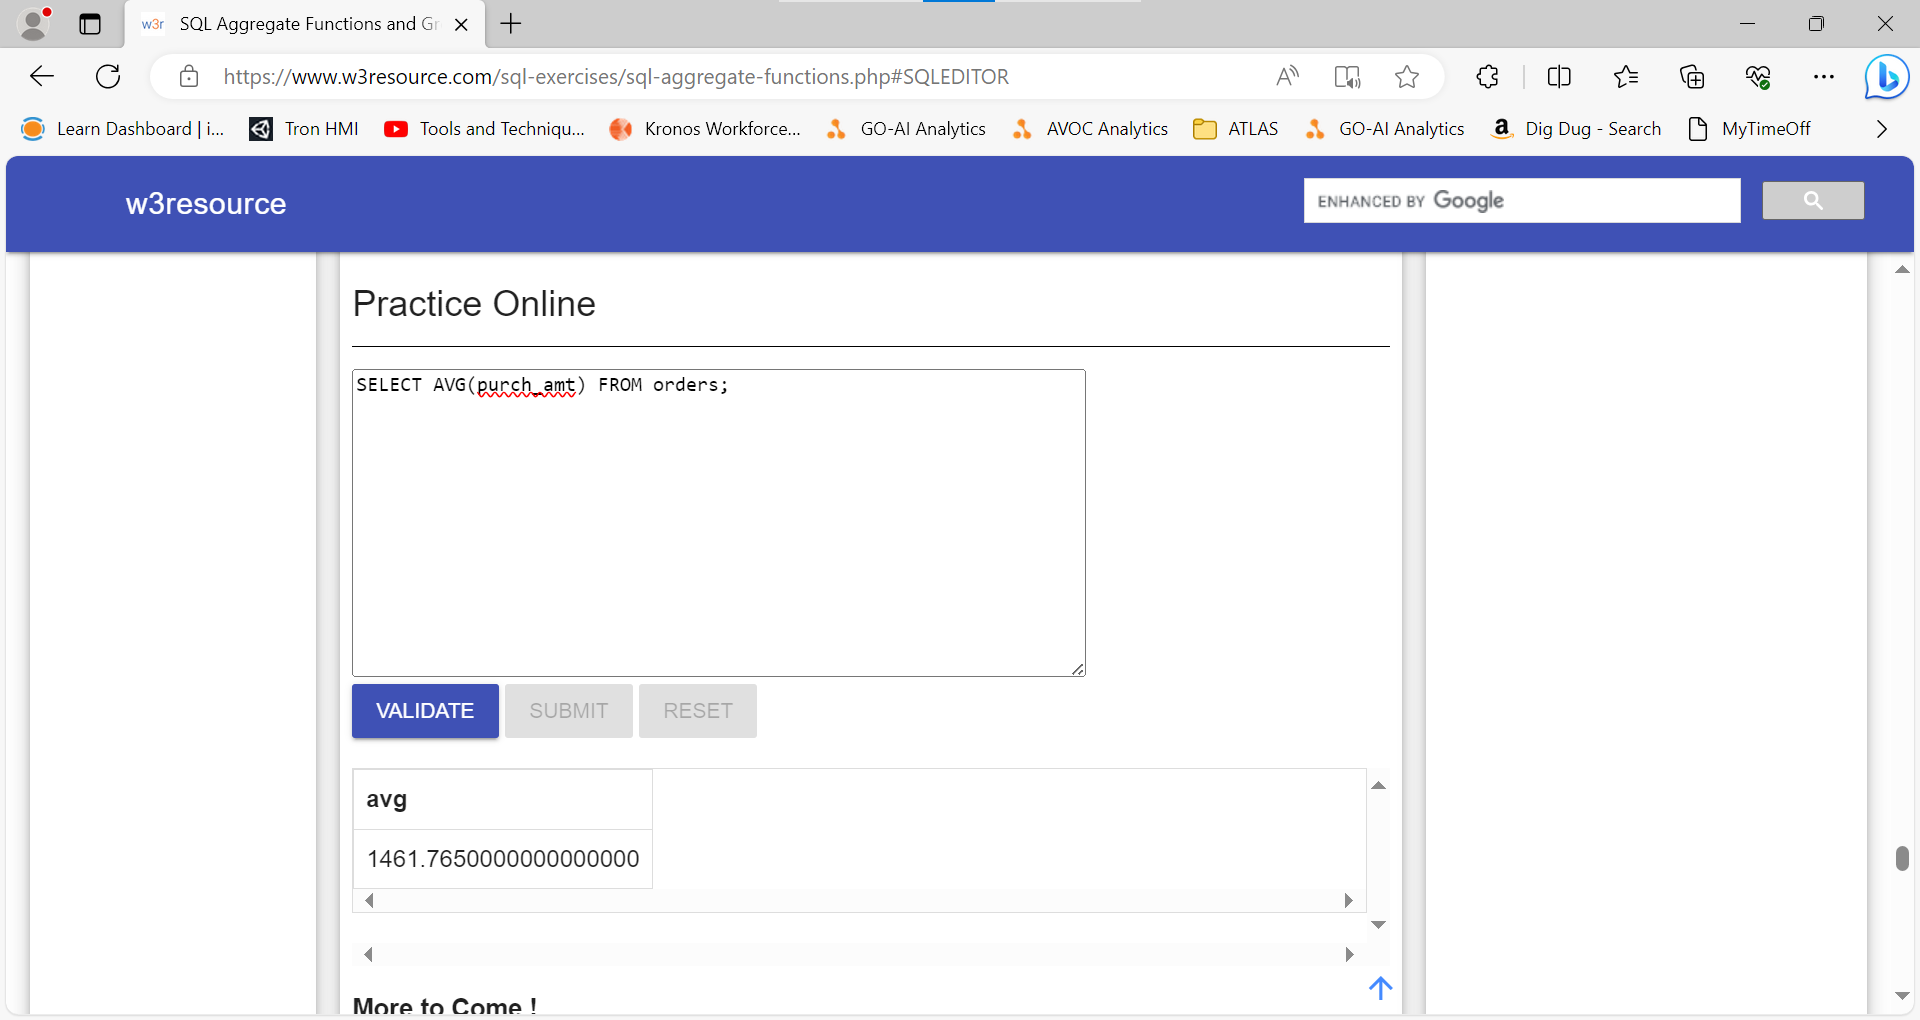 w3r SQL Aggregate Functions and Gr
https://www.w3resource.com/sql-exercises/sql-aggregate-functions.php#SQLEDITOR
Learn Dashboard | i... Tron HMI Tools and Techniqu... Kronos Workforce... GO-AI Analytics AVOC Analytics ATLAS GO-AI Analytics Dig Dug - Search MyTimeOff
w3resource ENHANCED BY Google
Practice Online
SELECT AVG(purch_amt) FROM orders;
VALIDATE SUBMIT RESET
avg
1461.7650000000000000
More to Come !